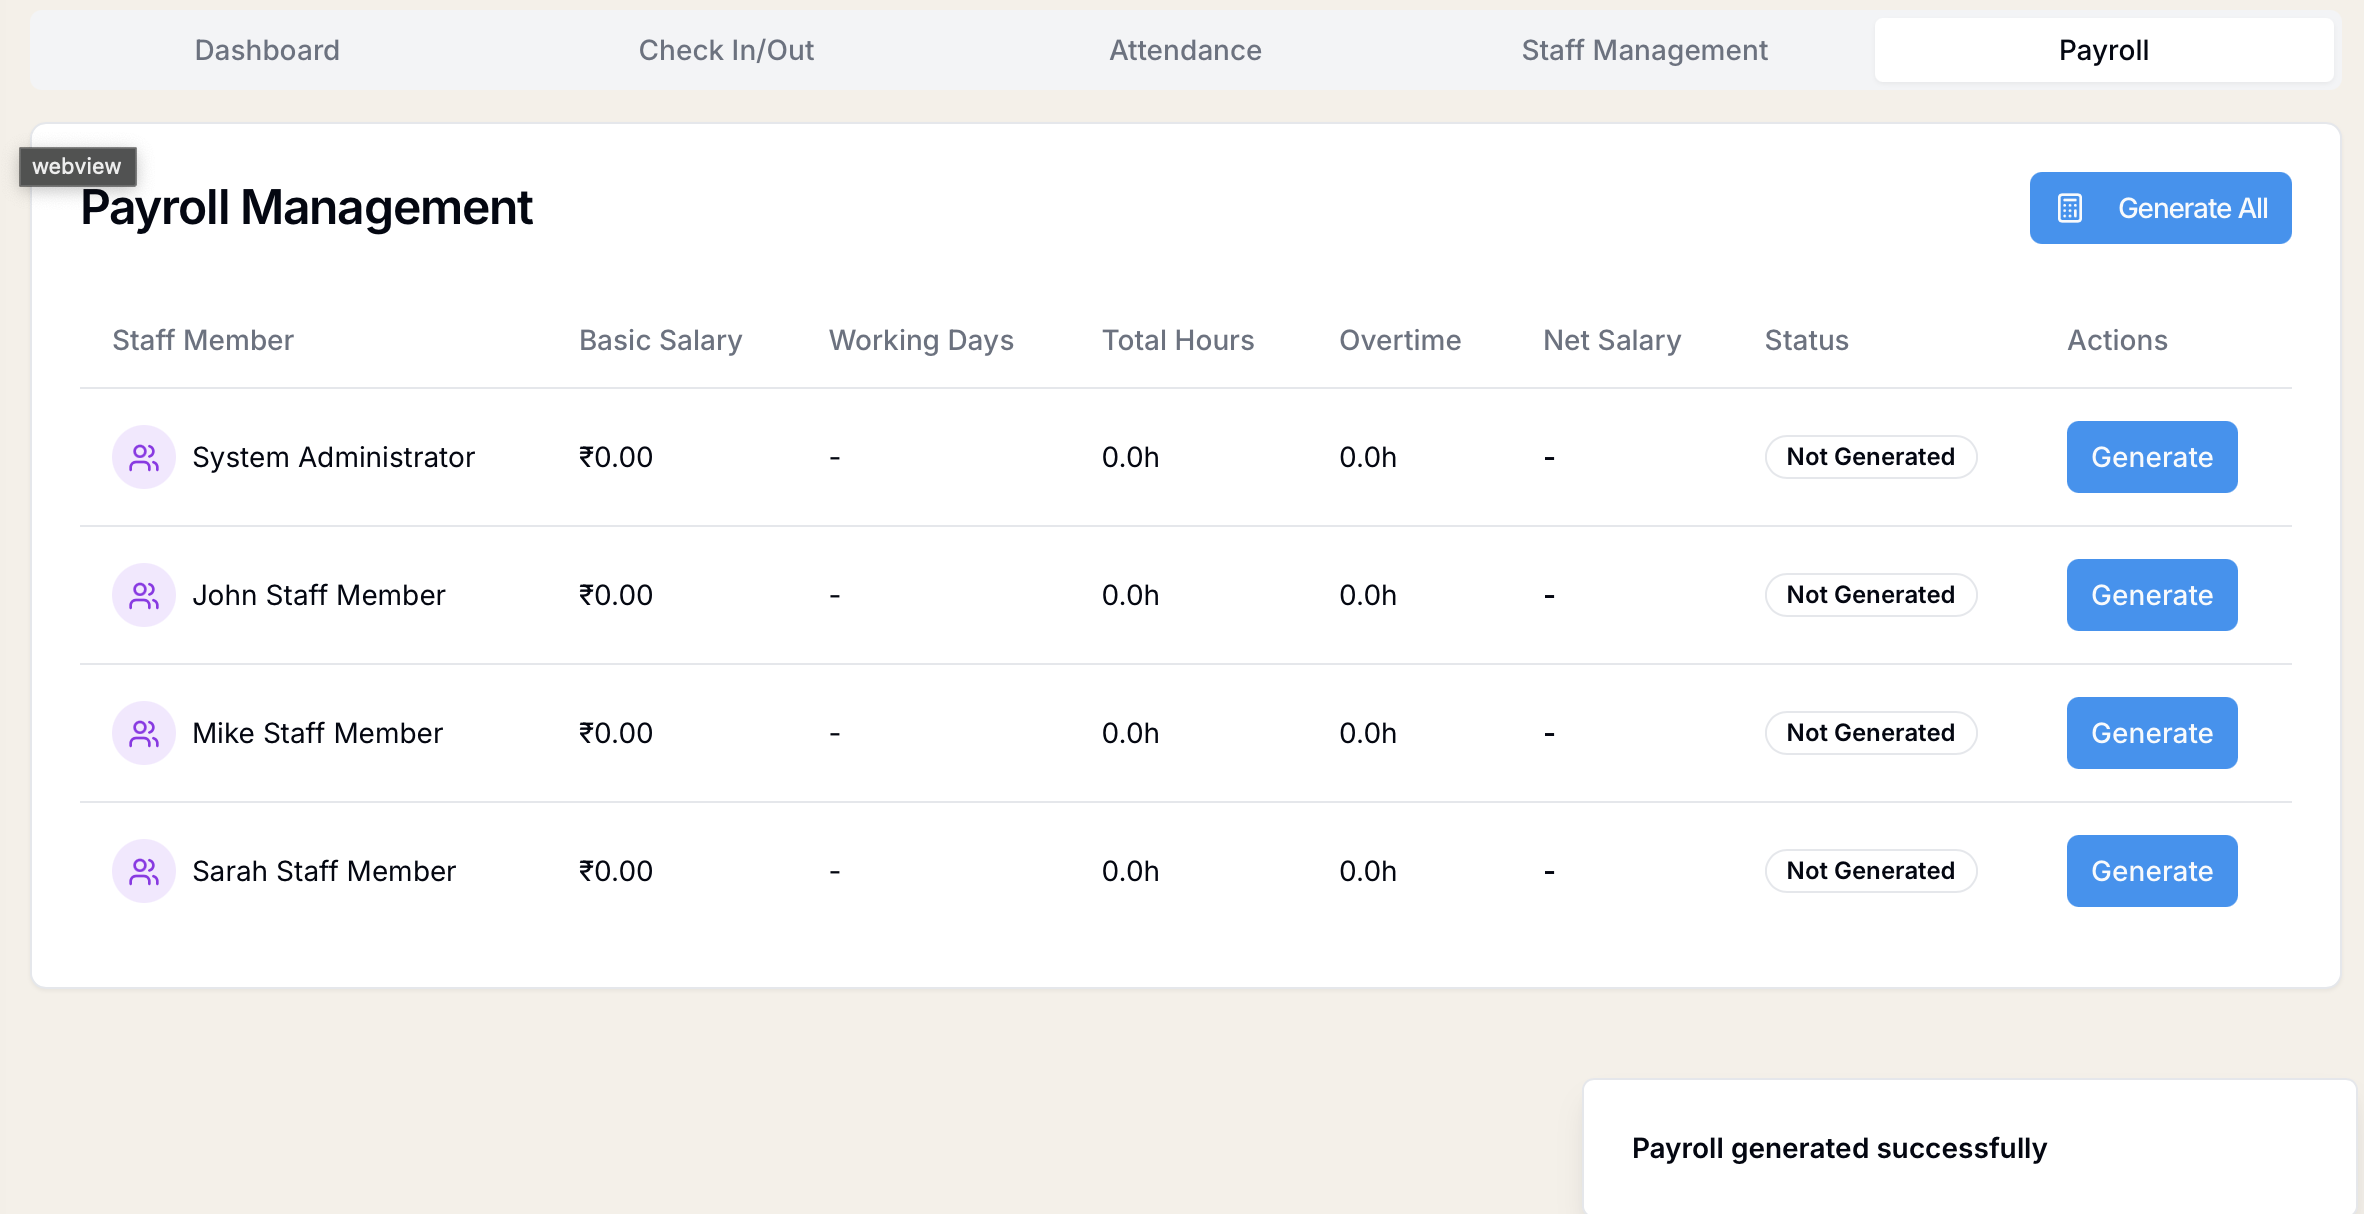 Dashboard Check In/Out Attendance Staff Management Payroll
webview
Payroll Management Generate All
Staff Member Basic Salary Working Days Total Hours Overtime Net Salary Status Actions
System Administrator ₹0.00 - 0.0h 0.0h - Not Generated Generate
John Staff Member ₹0.00 - 0.0h 0.0h - Not Generated Generate
Mike Staff Member ₹0.00 - 0.0h 0.0h - Not Generated Generate
Sarah Staff Member ₹0.00 - 0.0h 0.0h - Not Generated Generate
Payroll generated successfully